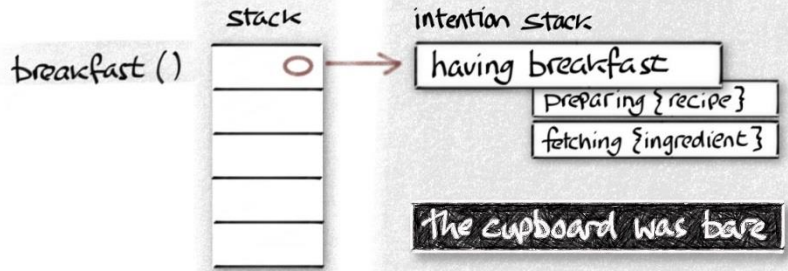 stack
intention stack
breakfast ()
having breakfast
preparing {recipe}
fetching {ingredient}
the cupboard was bare